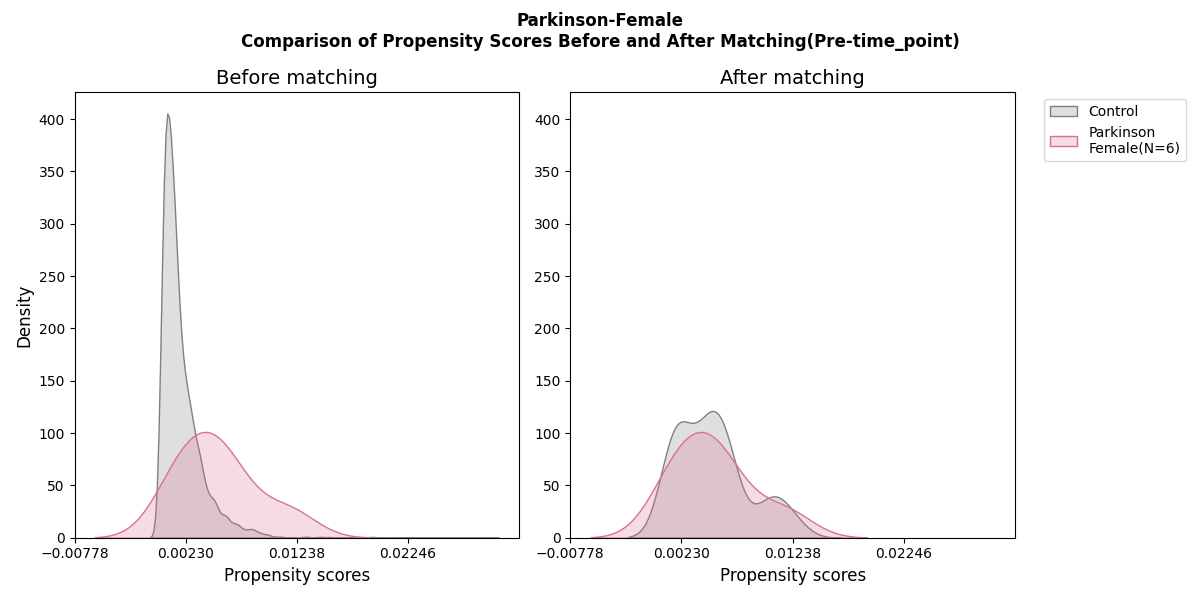 Parkinson-Female
Comparison of Propensity Scores Before and After Matching(Pre-time_point)
Before matching
After matching
Control
Parkinson
Female(N=6)
Density
400
350
300
250
200
150
100
50
0
−0.00778
0.00230
0.01238
0.02246
Propensity scores
400
350
300
250
200
150
100
50
0
−0.00778
0.00230
0.01238
0.02246
Propensity scores